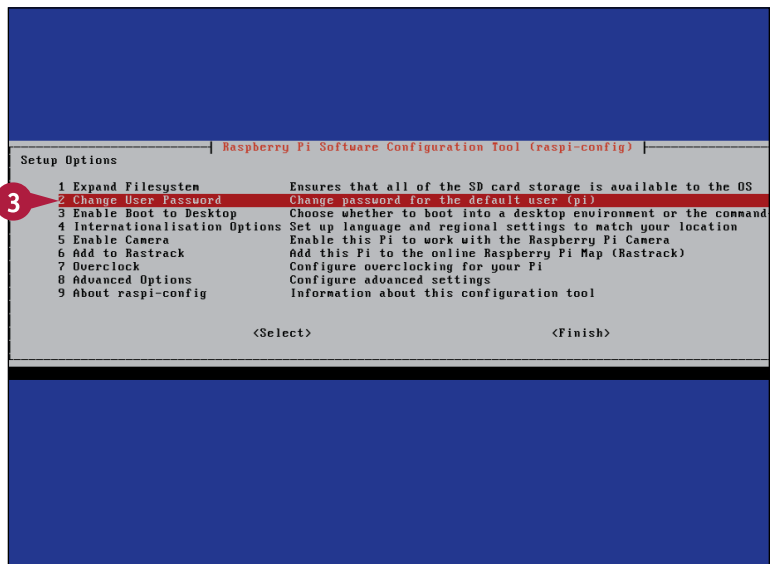 Raspberry Pi Software Configuration Tool (raspi-config)
Setup Options
1 Expand Filesystem Ensures that all of the SD card storage is available to the OS
3
2 Change User Password Change password for the default user (pi)
3 Enable Boot to Desktop Choose whether to boot into a desktop environment or the command
4 Internationalisation Options Set up language and regional settings to match your location
5 Enable Camera Enable this Pi to work with the Raspberry Pi Camera
6 Add to Rastrack Add this Pi to the online Raspberry Pi Map (Rastrack)
7 Overclock Configure overclocking for your Pi
8 Advanced Options Configure advanced settings
9 About raspi-config Information about this configuration tool
<Select> <Finish>